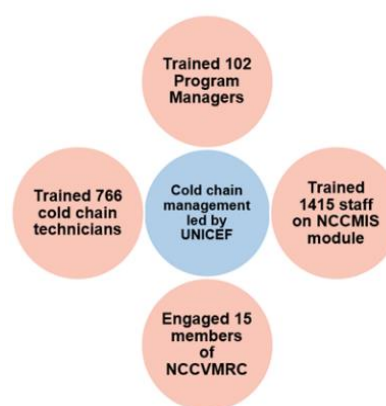 Trained 102
Program
Managers
Trained 766
cold chain
technicians
Cold chain
management
led by
UNICEF
Trained
1415 staff
on NCCMIS
module
Engaged 15
members
of
NCCVMRC